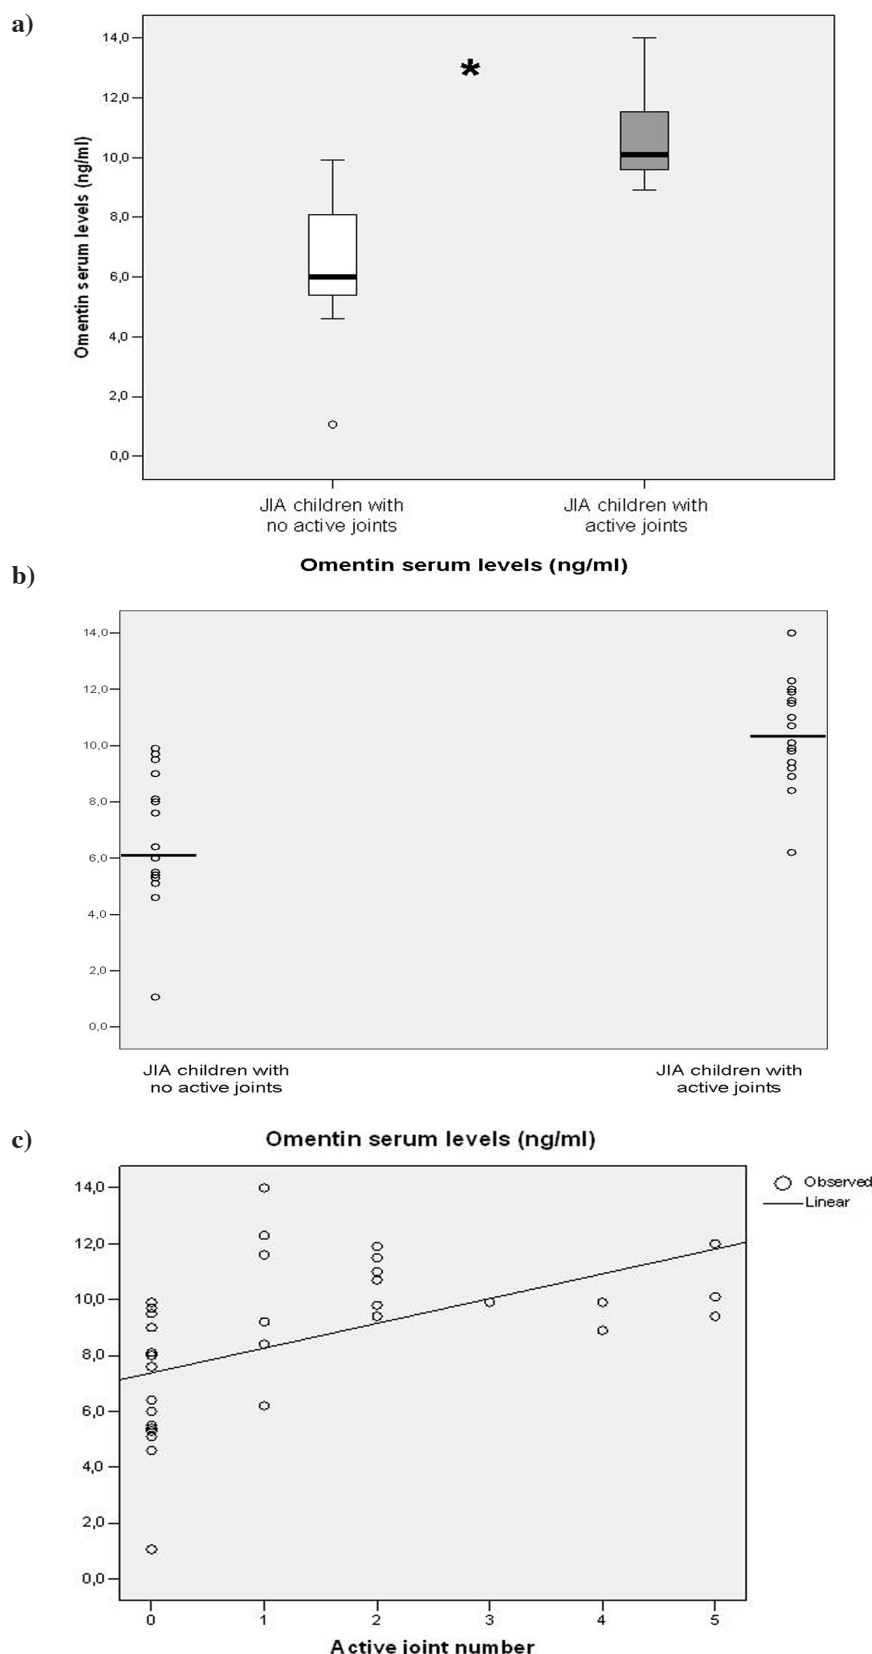 a)
14,0
12,0
10,0
8,0
6,0
4,0
2,0
0,0
Omentin serum levels (ng/ml)
*
JIA children with
no active joints
JIA children with
active joints
b)
Omentin serum levels (ng/ml)
14,0
12,0
10,0
8,0
6,0
4,0
2,0
0,0
JIA children with
no active joints
JIA children with
active joints
c)
Omentin serum levels (ng/ml)
14,0
12,0
10,0
8,0
6,0
4,0
2,0
0,0
Observed
Linear
0 1 2 3 4 5
Active joint number